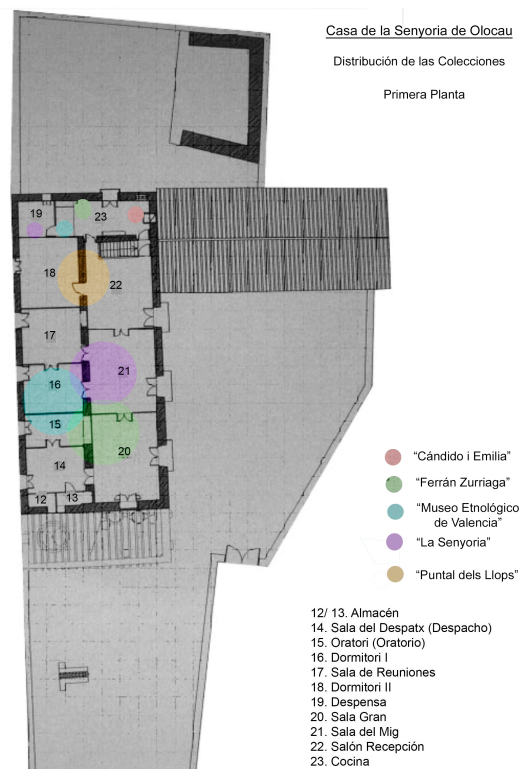 Casa de la Senyoria de Olocau
Distribución de las Colecciones
Primera Planta
19
23
18
22
17
21
16
15
20
14
12
13
“Cándido i Emilia”
“Ferrán Zurriaga”
“Museo Etnológico
de Valencia”
“La Senyoria”
“Puntal dels Llops”
12/ 13. Almacén
14. Sala del Despatx (Despacho)
15. Oratori (Oratorio)
16. Dormitori I
17. Sala de Reuniones
18. Dormitori II
19. Despensa
20. Sala Gran
21. Sala del Mig
22. Salón Recepción
23. Cocina